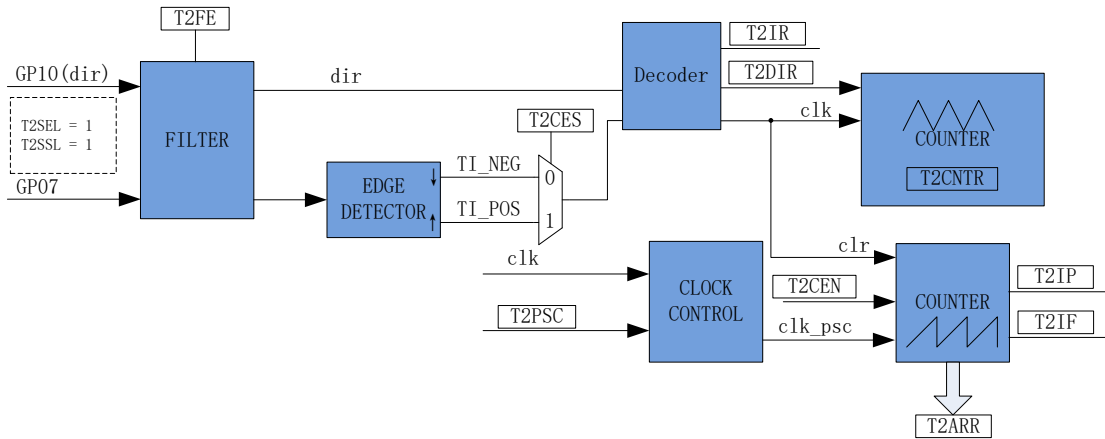 T2FE
GP10(dir)
T2SEL = 1
T2SSL = 1
GP07
FILTER
dir
EDGE
DETECTOR
TI_NEG
TI_POS
T2CES
0
1
Decoder
T2IR
T2DIR
clk
COUNTER
T2CNTR
clk
T2PSC
CLOCK
CONTROL
clr
T2CEN
clk_psc
COUNTER
T2IP
T2IF
T2ARR